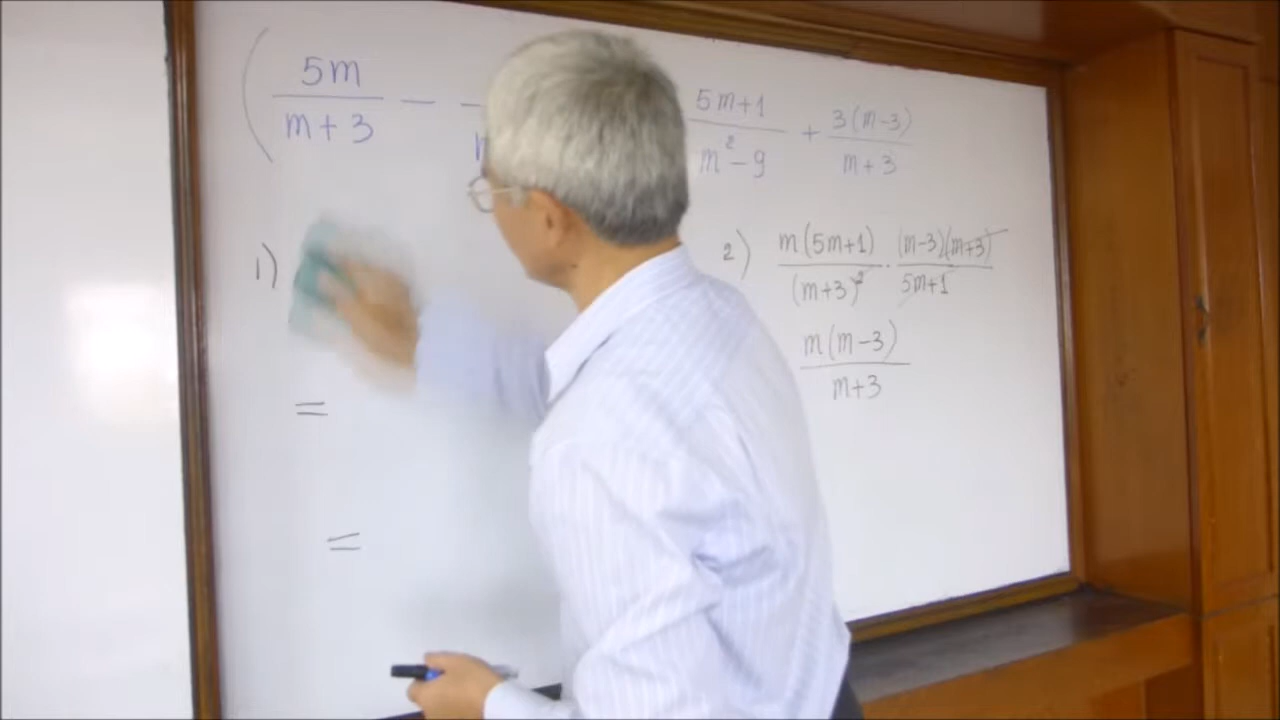 ( 5m/(m+3) − (5m+1)/(m²−9) + 3(m−3)/(m+3)
1)
=
=
2) m(5m+1)/(m+3)² · (m−3)(m+3)/(5m+1)
m(m−3)/(m+3)